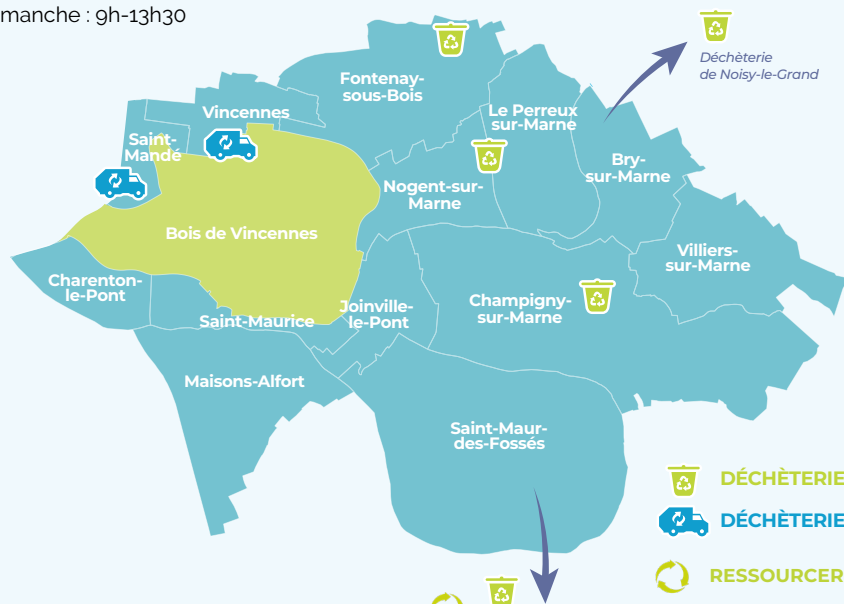 manche : 9h-13h30
Déchèterie
de Noisy-le-Grand
Fontenay-
sous-Bois
Vincennes
Le Perreux
sur-Marne
Saint-
Mandé
Bry-
sur-Marne
Nogent-sur-
Marne
Bois de Vincennes
Villiers-
sur-Marne
Charenton-
le-Pont
Champigny-
sur-Marne
Joinville-
le-Pont
Saint-Maurice
Maisons-Alfort
Saint-Maur-
des-Fossés
DÉCHÈTERIE
DÉCHÈTERIE
RESSOURCER